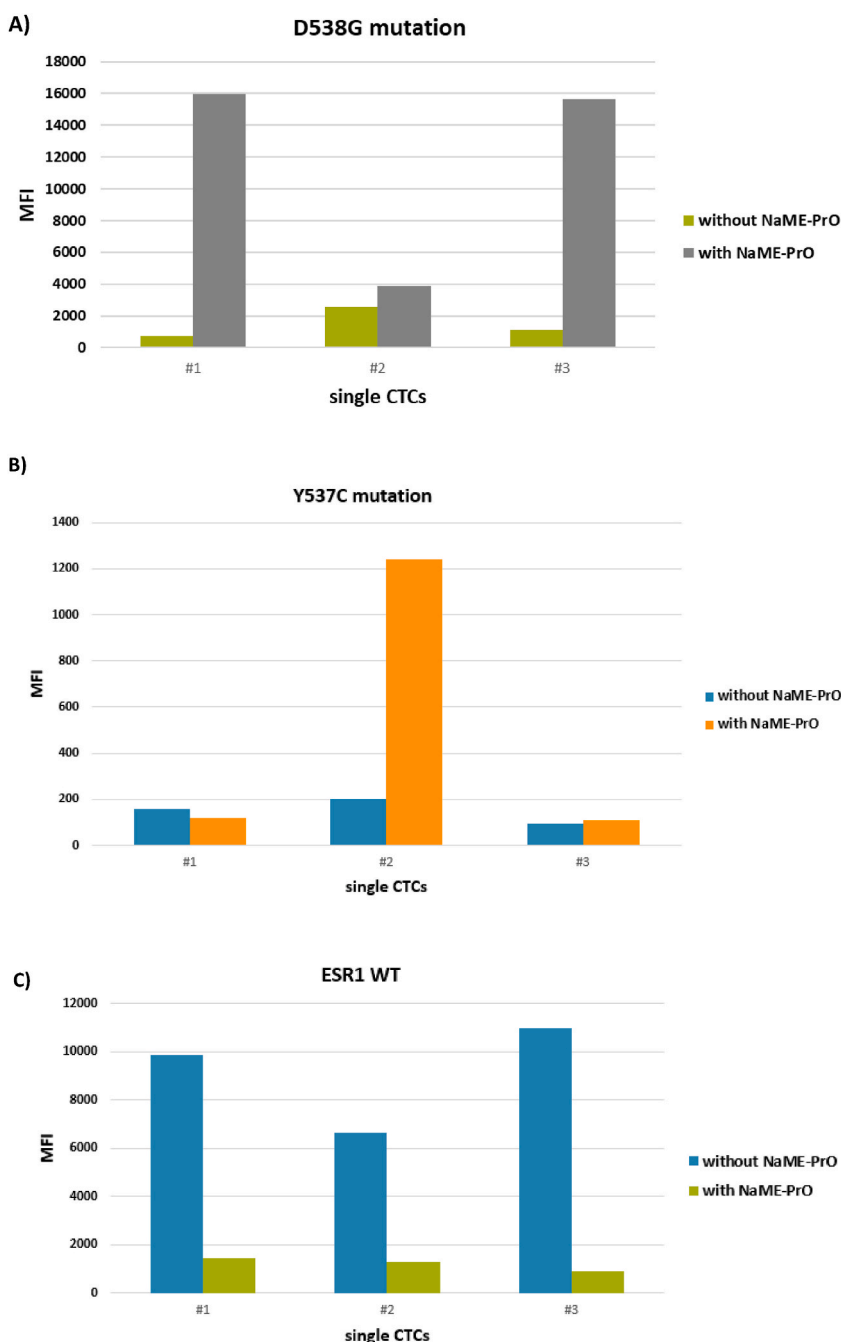 A)
D538G mutation
18000
16000
14000
12000
10000
8000
6000
4000
2000
0
MFI
#1
#2
#3
single CTCs
without NaME-PrO
with NaME-PrO
B)
Y537C mutation
1400
1200
1000
800
600
400
200
0
MFI
#1
#2
#3
single CTCs
without NaME-PrO
with NaME-PrO
C)
ESR1 WT
12000
10000
8000
6000
4000
2000
0
MFI
#1
#2
#3
single CTCs
without NaME-PrO
with NaME-PrO